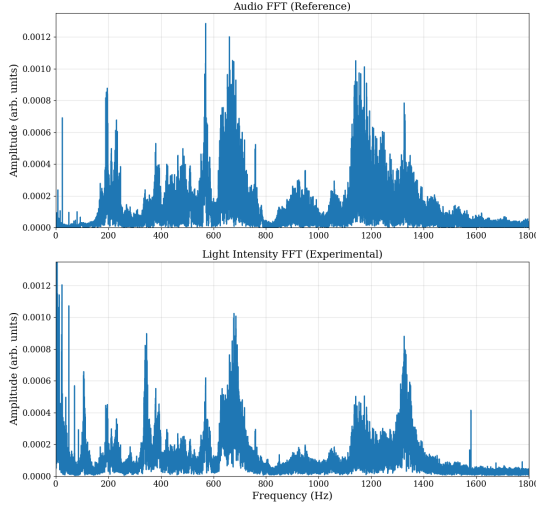 Audio FFT (Reference)
Amplitude (arb. units)
0.0012
0.0010
0.0008
0.0006
0.0004
0.0002
0.0000
0 200 400 600 800 1000 1200 1400 1600 1800
Light Intensity FFT (Experimental)
Amplitude (arb. units)
0.0012
0.0010
0.0008
0.0006
0.0004
0.0002
0.0000
0 200 400 600 800 1000 1200 1400 1600 1800
Frequency (Hz)